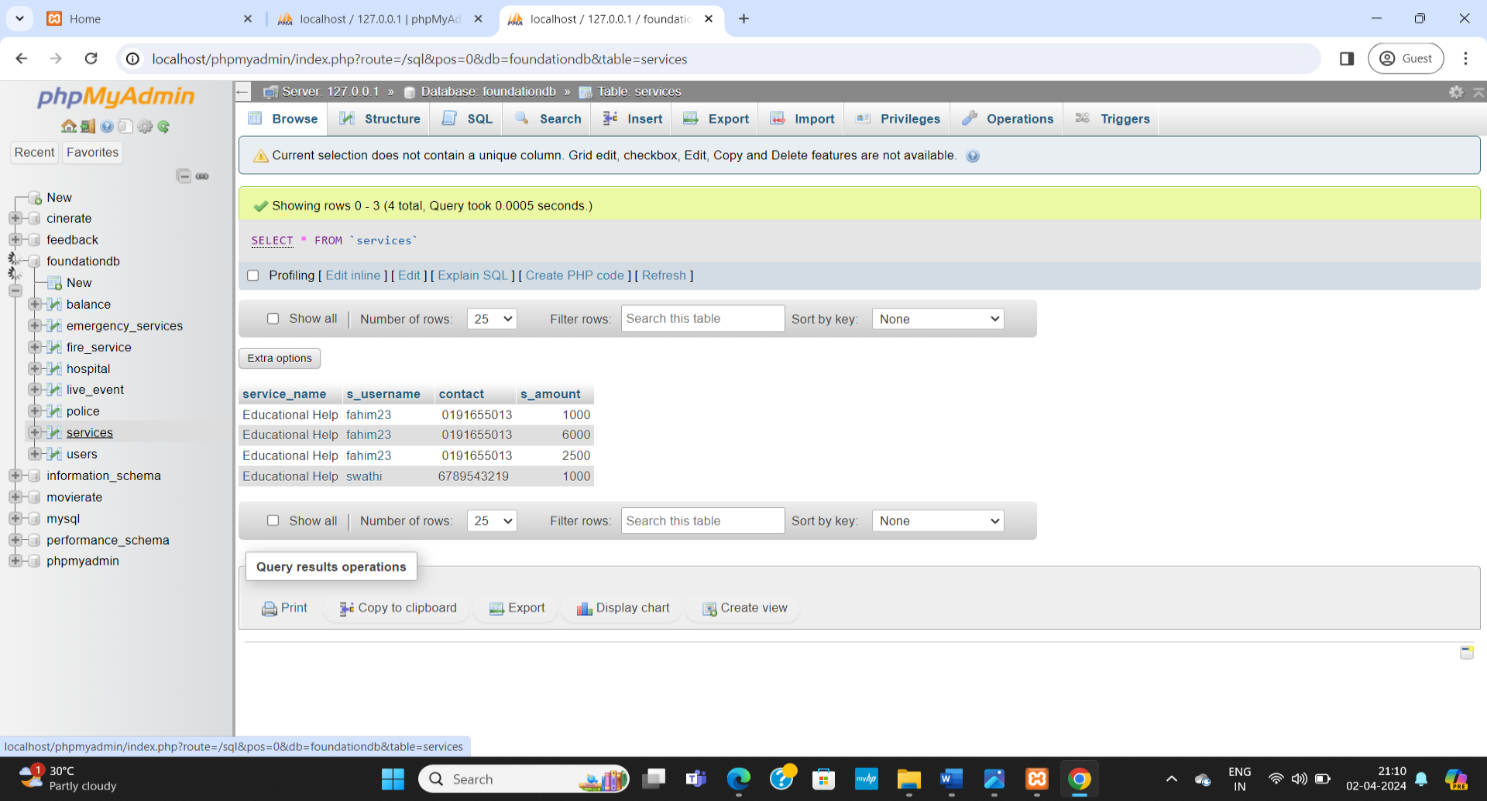 Home
localhost / 127.0.0.1 | phpMyAd
localhost / 127.0.0.1 / foundatio
localhost/phpmyadmin/index.php?route=/sql&pos=0&db=foundationdb&table=services
Guest
phpMyAdmin
Recent Favorites
New
cinerate
feedback
foundationdb
New
balance
emergency_services
fire_service
hospital
live_event
police
services
users
information_schema
movierate
mysql
performance_schema
phpmyadmin
Server: 127.0.0.1 » Database: foundationdb » Table: services
Browse Structure SQL Search Insert Export Import Privileges Operations Triggers
Current selection does not contain a unique column. Grid edit, checkbox, Edit, Copy and Delete features are not available.
Showing rows 0 - 3 (4 total, Query took 0.0005 seconds.)
SELECT * FROM `services`
Profiling [ Edit inline ] [ Edit ] [ Explain SQL ] [ Create PHP code ] [ Refresh ]
Show all | Number of rows: 25 Filter rows: Search this table Sort by key: None
Extra options
service_name s_username contact s_amount
Educational Help fahim23 0191655013 1000
Educational Help fahim23 0191655013 6000
Educational Help fahim23 0191655013 2500
Educational Help swathi 6789543219 1000
Show all | Number of rows: 25 Filter rows: Search this table Sort by key: None
Query results operations
Print Copy to clipboard Export Display chart Create view
localhost/phpmyadmin/index.php?route=/sql&pos=0&db=foundationdb&table=services
1
30°C
Partly cloudy
Search
myhp
ENG
IN
21:10
02-04-2024
PRE